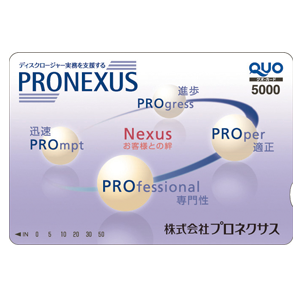 ディスクロージャー実務を支援する
PRONEXUS
QUO
クオ・カード
5000
進歩
PROgress
迅速
PROmpt
Nexus
お客様との絆
PROper
適正
PROfessional
専門性
◀IN 0 5 10 20 30 50
株式会社プロネクサス